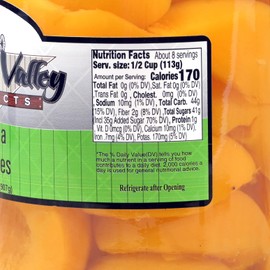 Valley
CTS
a
es
907g)
Nutrition Facts About 8 servings
Serv. size: 1/2 Cup (113g)
Amount per Serving: Calories 170
Total Fat 0g (0% DV), Sat. Fat 0g (0% DV),
Trans Fat 0g , Cholest. 0mg (0% DV),
Sodium 10mg (1% DV), Total Carb. 44g
(15% DV), Fiber 2g (8% DV), Total Sugars 41g
(Incl 35g Added Sugar 70% DV), Protein 1g
Vit. D 0mcg (0% DV), Calcium 10mg (1% DV),
Iron .7mg (4% DV), Potas. 170mg (5% DV)
*The % Daily Value(DV) tells you how
much a nutrient in a serving of food
contributes to a daily diet. 2,000 calories a
day is used for general nutritional advice.
Refrigerate after Opening